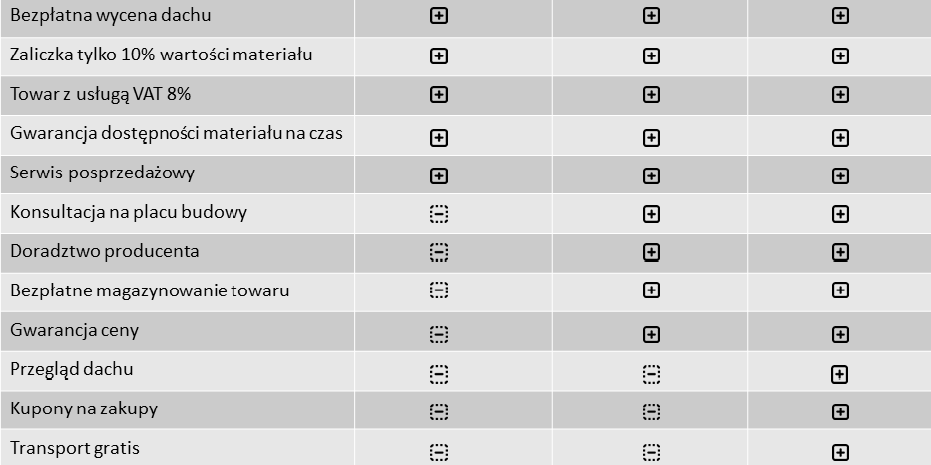 Bezpłatna wycena dachu
Zaliczka tylko 10% wartości materiału
Towar z usługą VAT 8%
Gwarancja dostępności materiału na czas
Serwis posprzedażowy
Konsultacja na placu budowy
Doradztwo producenta
Bezpłatne magazynowanie towaru
Gwarancja ceny
Przegląd dachu
Kupony na zakupy
Transport gratis